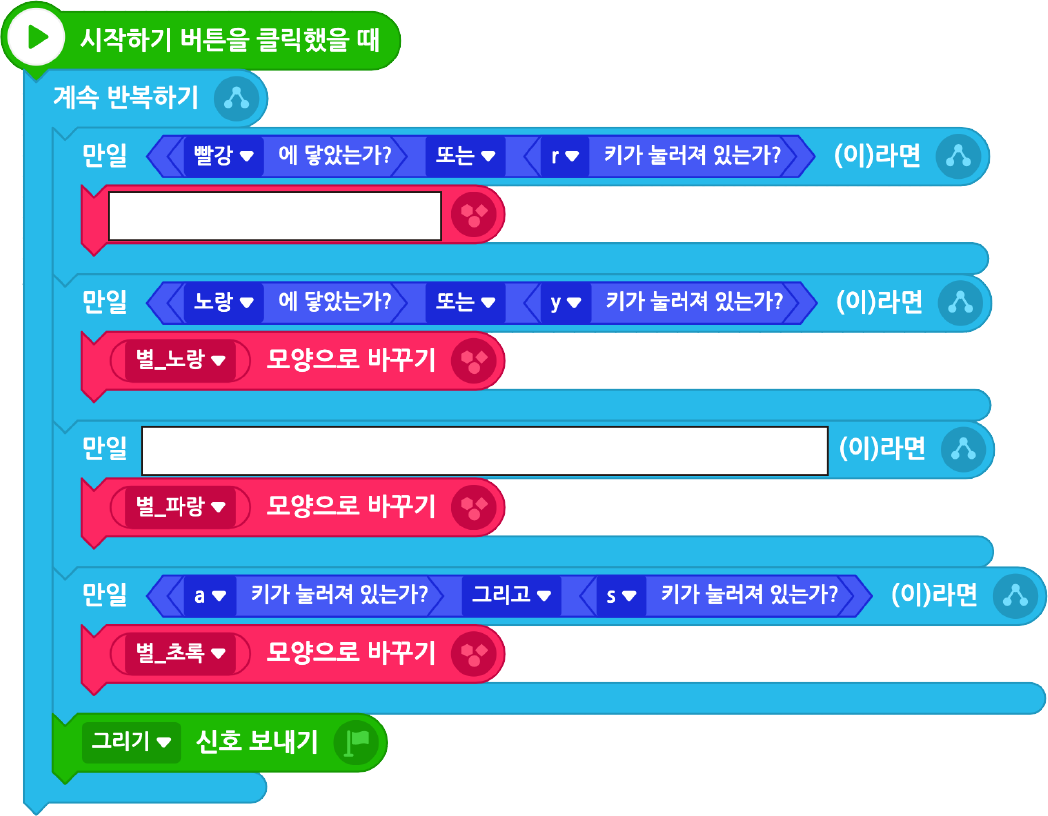 시작하기 버튼을 클릭했을 때
계속 반복하기
만일 빨강 에 닿았는가? 또는 r 키가 눌러져 있는가? (이)라면
만일 노랑 에 닿았는가? 또는 y 키가 눌러져 있는가? (이)라면
별_노랑 모양으로 바꾸기
만일 (이)라면
별_파랑 모양으로 바꾸기
만일 a 키가 눌러져 있는가? 그리고 s 키가 눌러져 있는가? (이)라면
별_초록 모양으로 바꾸기
그리기 신호 보내기